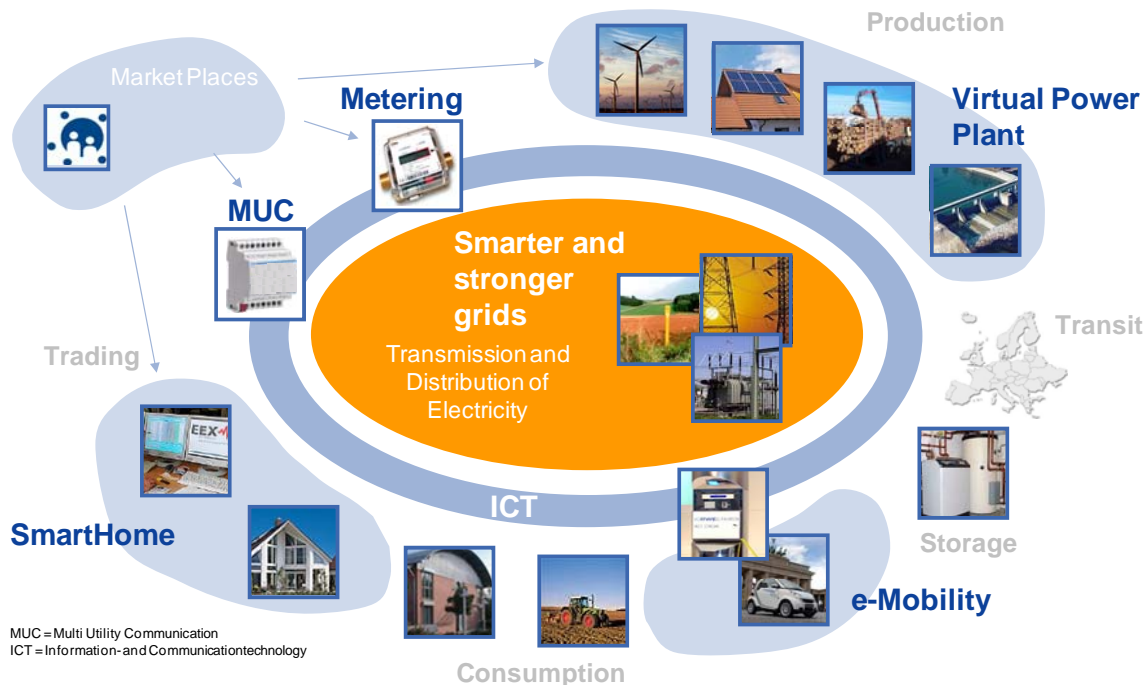 Production
Market Places
Metering
Virtual Power
Plant
MUC
Smarter and
stronger
grids
Transmission and
Distribution of
Electricity
Transit
Trading
EEX
ICT
SmartHome
Storage
e-Mobility
MUC = Multi Utility Communication
ICT = Information- and Communicationtechnology
Consumption